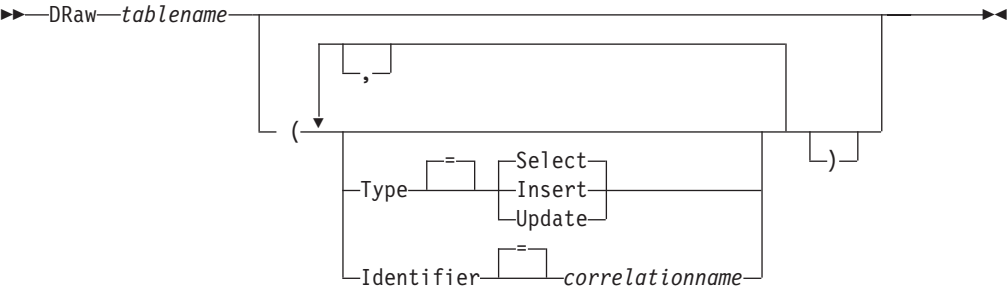 DRaw tablename
,
(
= Select
Type Insert )
Update
=
Identifier correlationname